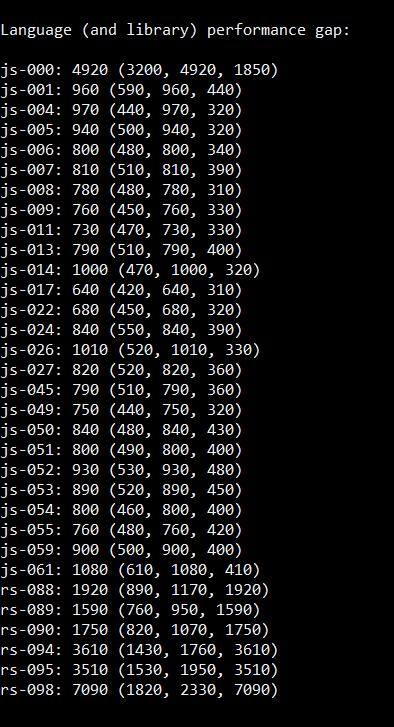 Language (and library) performance gap:
js-000: 4920 (3200, 4920, 1850)
js-001: 960 (590, 960, 440)
js-004: 970 (440, 970, 320)
js-005: 940 (500, 940, 320)
js-006: 800 (480, 800, 340)
js-007: 810 (510, 810, 390)
js-008: 780 (480, 780, 310)
js-009: 760 (450, 760, 330)
js-011: 730 (470, 730, 330)
js-013: 790 (510, 790, 400)
js-014: 1000 (470, 1000, 320)
js-017: 640 (420, 640, 310)
js-022: 680 (450, 680, 320)
js-024: 840 (550, 840, 390)
js-026: 1010 (520, 1010, 330)
js-027: 820 (520, 820, 360)
js-045: 790 (510, 790, 360)
js-049: 750 (440, 750, 320)
js-050: 840 (480, 840, 430)
js-051: 800 (490, 800, 400)
js-052: 930 (530, 930, 480)
js-053: 890 (520, 890, 450)
js-054: 800 (460, 800, 400)
js-055: 760 (480, 760, 420)
js-059: 900 (500, 900, 400)
js-061: 1080 (610, 1080, 410)
rs-088: 1920 (890, 1170, 1920)
rs-089: 1590 (760, 950, 1590)
rs-090: 1750 (820, 1070, 1750)
rs-094: 3610 (1430, 1760, 3610)
rs-095: 3510 (1530, 1950, 3510)
rs-098: 7090 (1820, 2330, 7090)